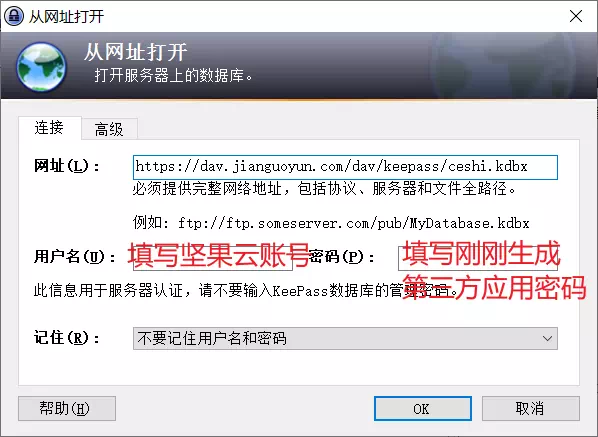 从网址打开
从网址打开
打开服务器上的数据库。
连接 高级
网址(L): https://dav.jianguoyun.com/dav/keepass/ceshi.kdbx
必须提供完整网络地址，包括协议、服务器和文件全路径。
例如: ftp://ftp.someserver.com/pub/MyDatabase.kdbx
用户名(U): 填写坚果云账号 密码(P): 填写刚刚生成
第三方应用密码
此信息用于服务器认证，请不要输入KeePass数据库的管理密码。
记住(R): 不要记住用户名和密码
帮助(H) OK 取消